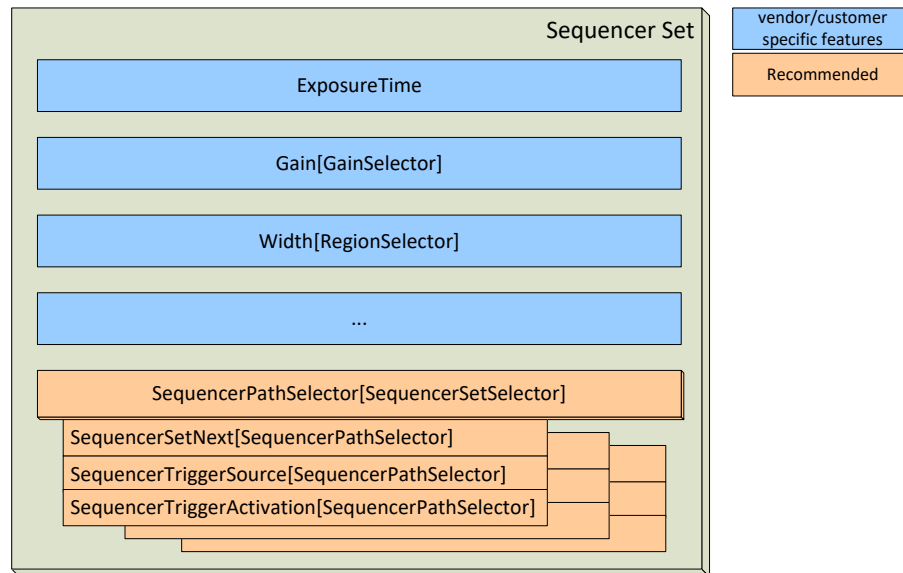 Sequencer Set
vendor/customer
specific features
Recommended
ExposureTime
Gain[GainSelector]
Width[RegionSelector]
...
SequencerPathSelector[SequencerSetSelector]
SequencerSetNext[SequencerPathSelector]
SequencerTriggerSource[SequencerPathSelector]
SequencerTriggerActivation[SequencerPathSelector]